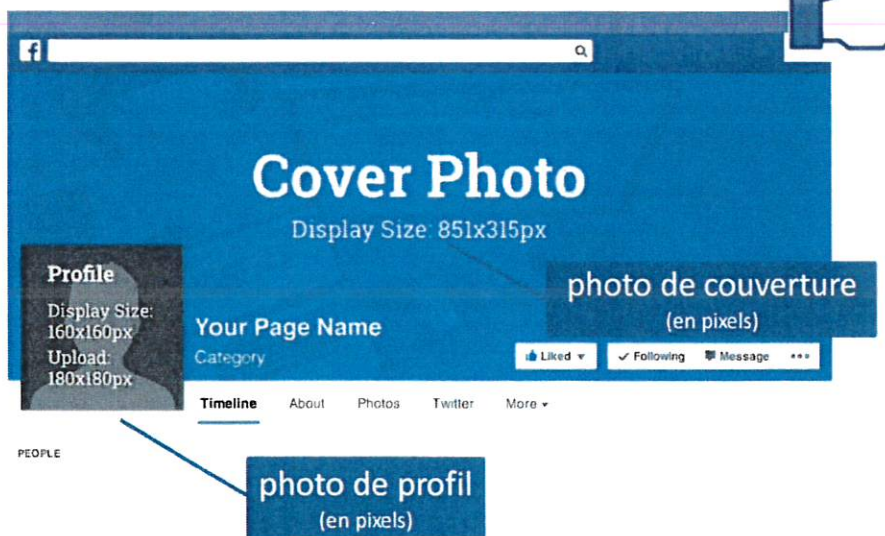 f
Cover Photo
Display Size: 851x315px
photo de couverture
(en pixels)
Profile
Display Size:
160x160px
Upload:
180x180px
Your Page Name
Category
Liked
Following
Message
Timeline
About
Photos
Twitter
More
PEOPLE
photo de profil
(en pixels)